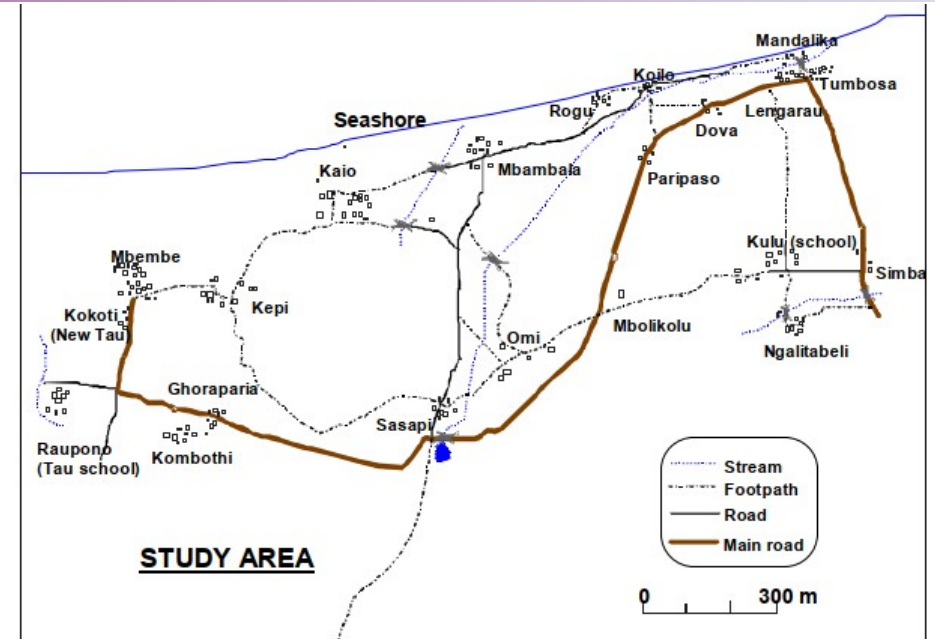 Mandalika
Koilo
Tumbosa
Rogu
Lengarau
Seashore
Dova
Kaio
Mbambala
Paripaso
Mbembe
Kulu (school)
Simba
Kepi
Kokoti
(New Tau)
Mbolikolu
Omi
Ngalitabeli
Ghoraparia
Sasapi
Raupono
(Tau school)
Kombothi
Stream
Footpath
Road
Main road
STUDY AREA
0 300 m